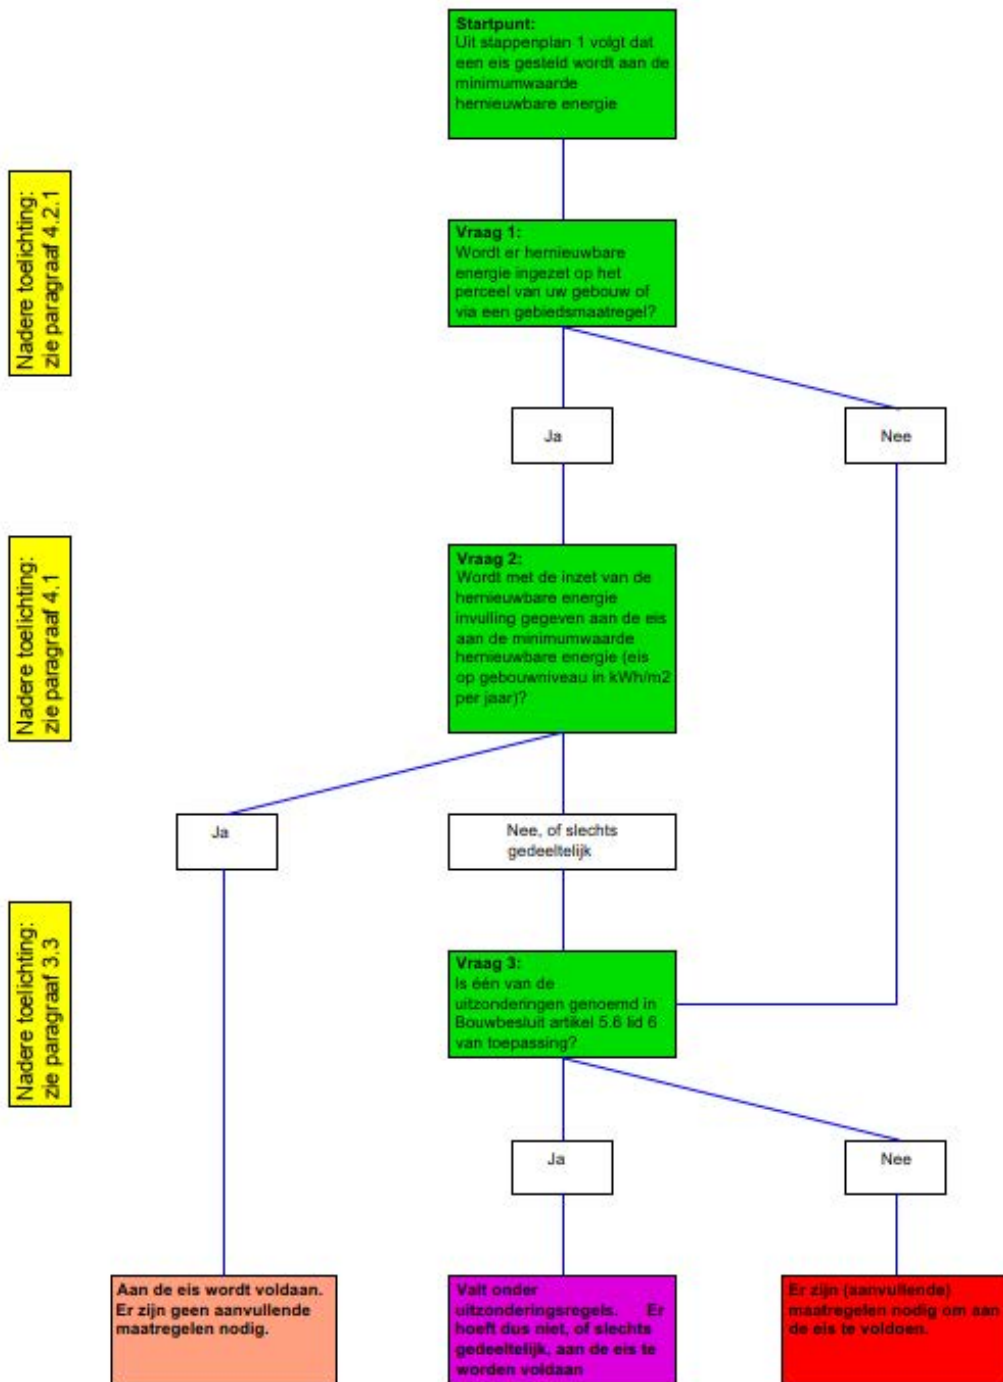 Startpunt:
Uit stappenplan 1 volgt dat
een eis gesteld wordt aan de
minimumwaarde
hernieuwbare energie
Nadere toelichting:
zie paragraaf 4.2.1
Vraag 1:
Wordt er hernieuwbare
energie ingezet op het
perceel van uw gebouw of
via een gebiedsmaatregel?
Ja
Nee
Nadere toelichting:
zie paragraaf 4.1
Vraag 2:
Wordt met de inzet van de
hernieuwbare energie
invulling gegeven aan de eis
aan de minimumwaarde
hernieuwbare energie (eis
op gebouwniveau in kWh/m2
per jaar)?
Ja
Nee, of slechts
gedeeltelijk
Nadere toelichting:
zie paragraaf 3.3
Vraag 3:
Is één van de
uitzonderingen genoemd in
Bouwbesluit artikel 5.6 lid 6
van toepassing?
Ja
Nee
Aan de eis wordt voldaan.
Er zijn geen aanvullende
maatregelen nodig.
Valt onder
uitzonderingsregels. Er
hoeft dus niet, of slechts
gedeeltelijk, aan de eis te
worden voldaan
Er zijn (aanvullende)
maatregelen nodig om aan
de eis te voldoen.